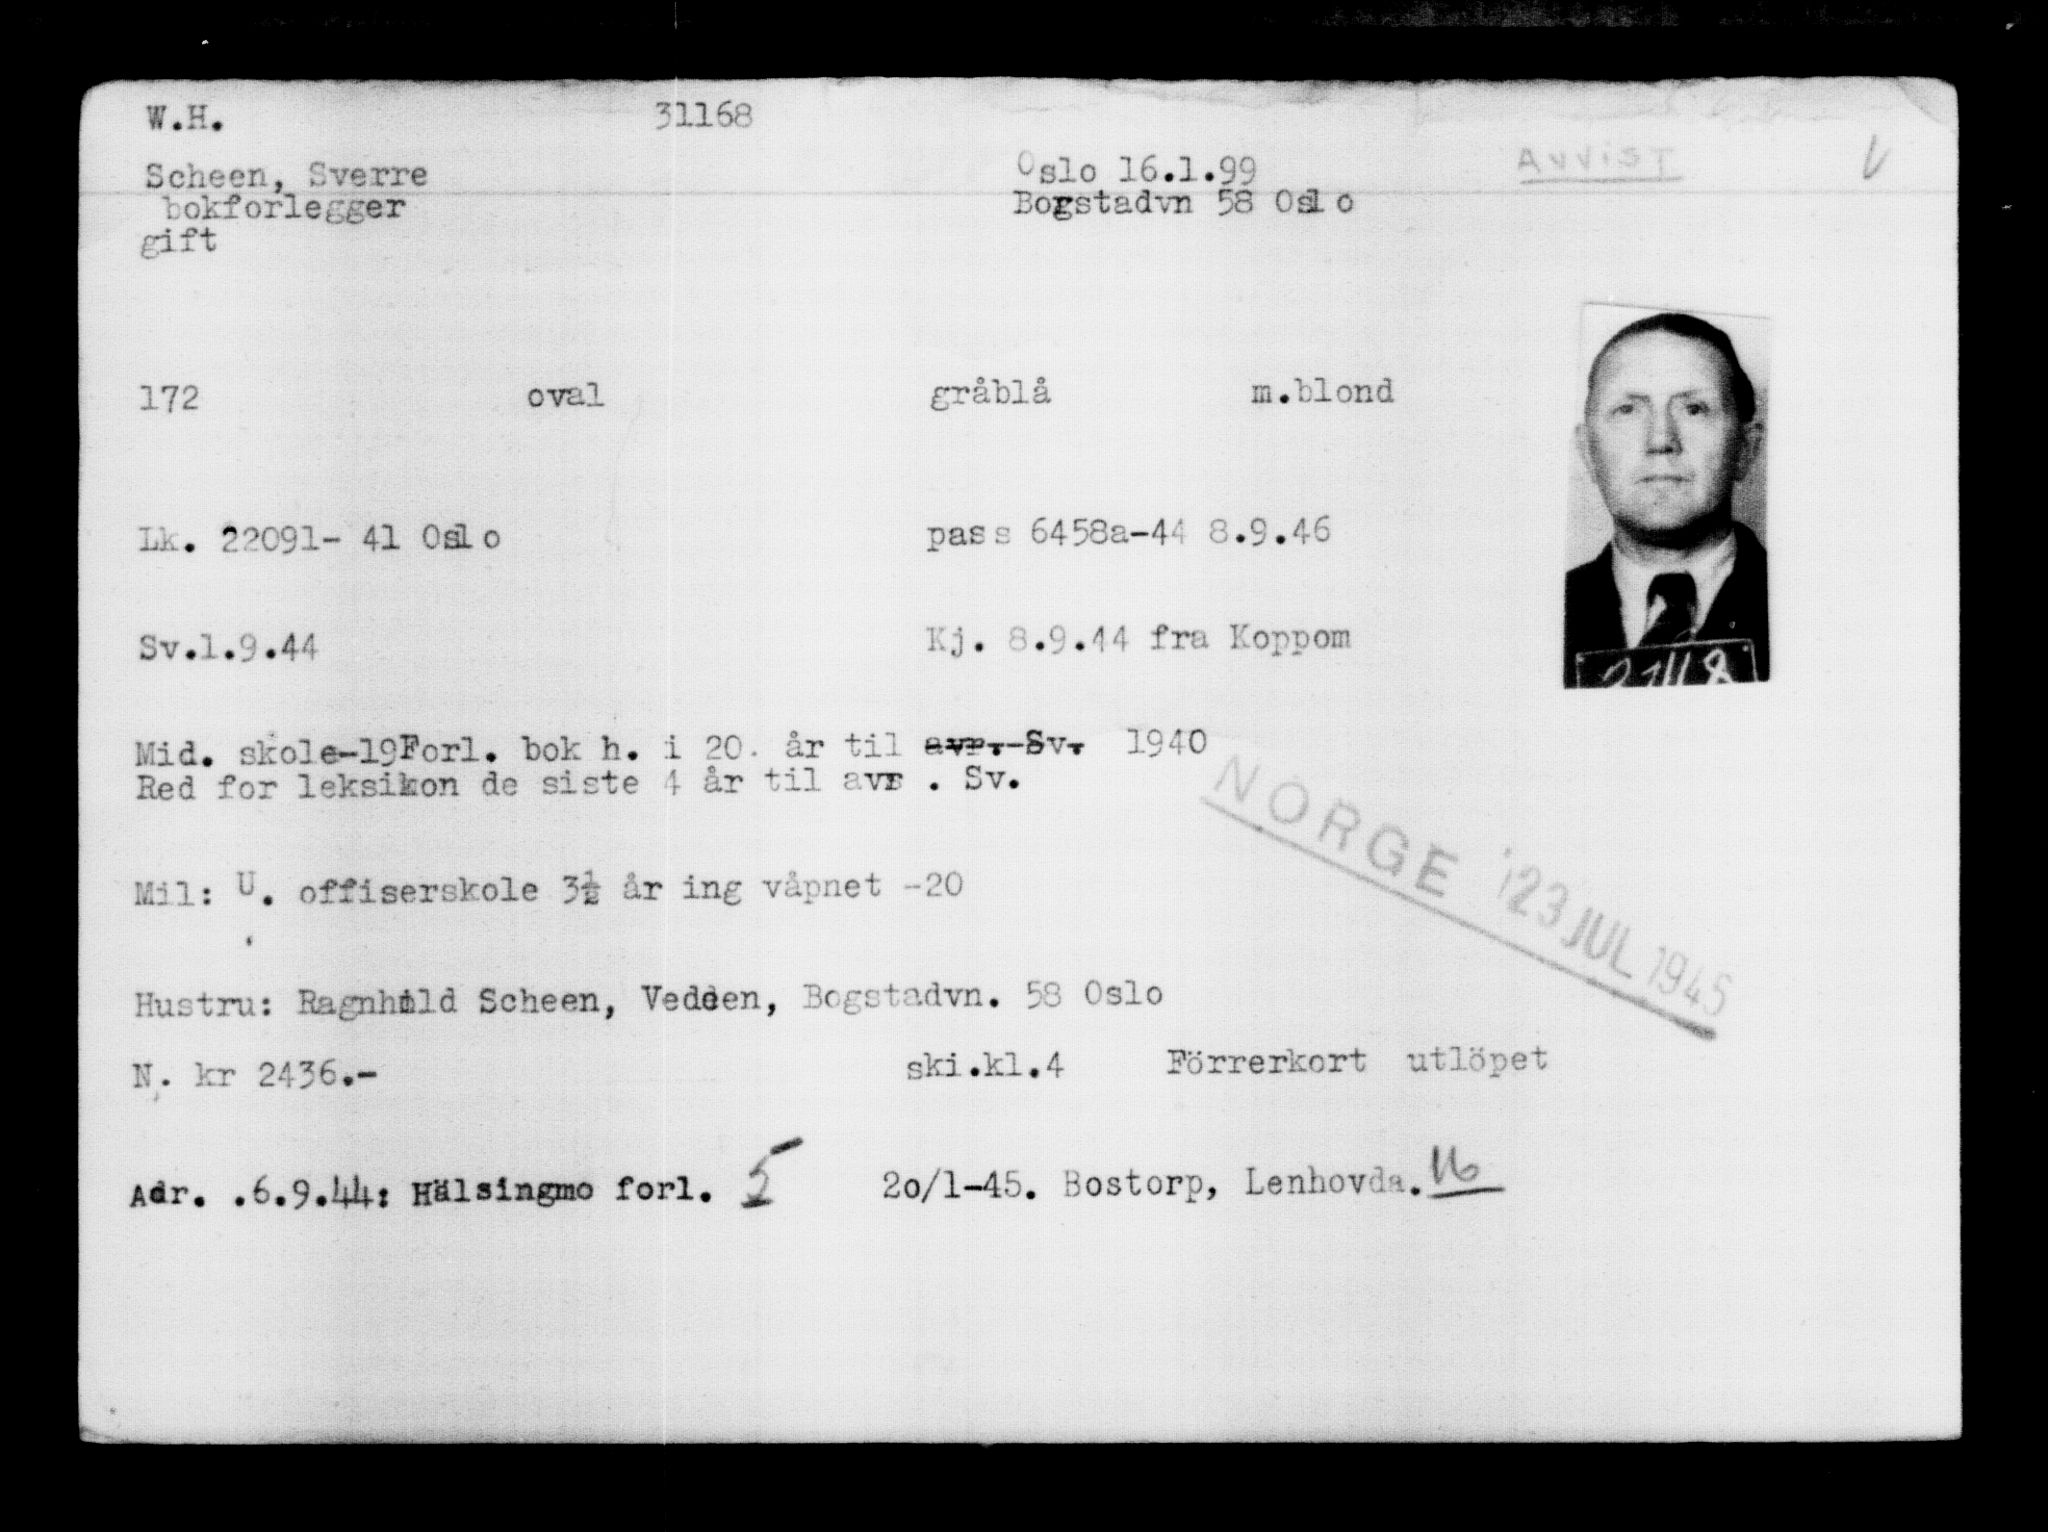 W.H. 31168
Scheen, Sverre Oslo 16.1.99 AVVIST
bokforlegger Bogstadvn 58 Oslo
gift
172 oval gråblå m.blond
Lk. 22091- 41 Oslo pass 6458a-44 8.9.46
Sv.1.9.44 Kj. 8.9.44 fra Koppom
Mid. skole-19Forl. bok h. i 20. år til avr. Sv. 1940
Red for leksikon de siste 4 år til avrs . Sv.
NORGE 23 JUL 1945
Mil: U. offiserskole 3½ år ing våpnet -20
Hustru: Ragnhild Scheen, Vedden, Bogstadvn. 58 Oslo
N. kr 2436.- ski.kl.4 Förrerkort utlöpet
Adr. .6.9.44: Hälsingmo forl. 5 2o/1-45. Bostorp, Lenhovda. 16